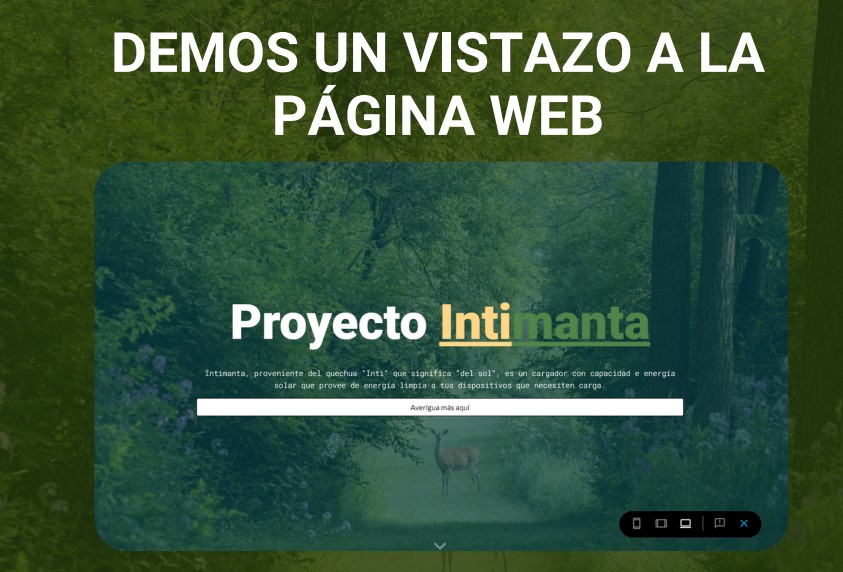 DEMOS UN VISTAZO A LA
PÁGINA WEB
Proyecto Intimanta
Intimanta, proveniente del quechua "Inti" que significa "del sol", es un cargador con capacidad e energía
solar que provee de energía limpia a tus dispositivos que necesiten carga.
Averigua más aquí